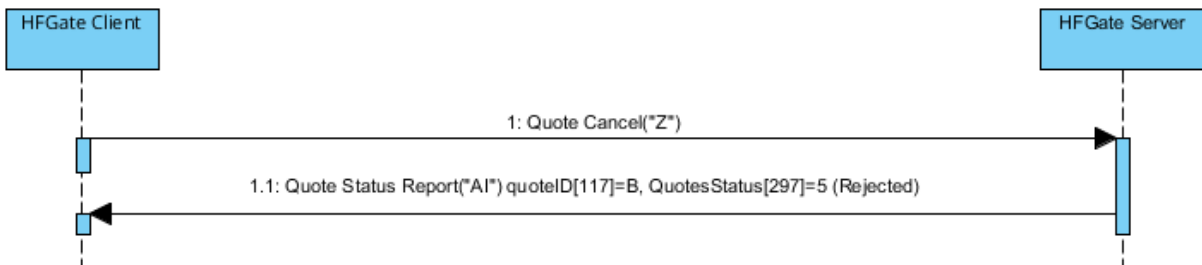 HFGate Client
HFGate Server
1: Quote Cancel("Z")
1.1: Quote Status Report("AI") quoteID[117]=B, QuotesStatus[297]=5 (Rejected)